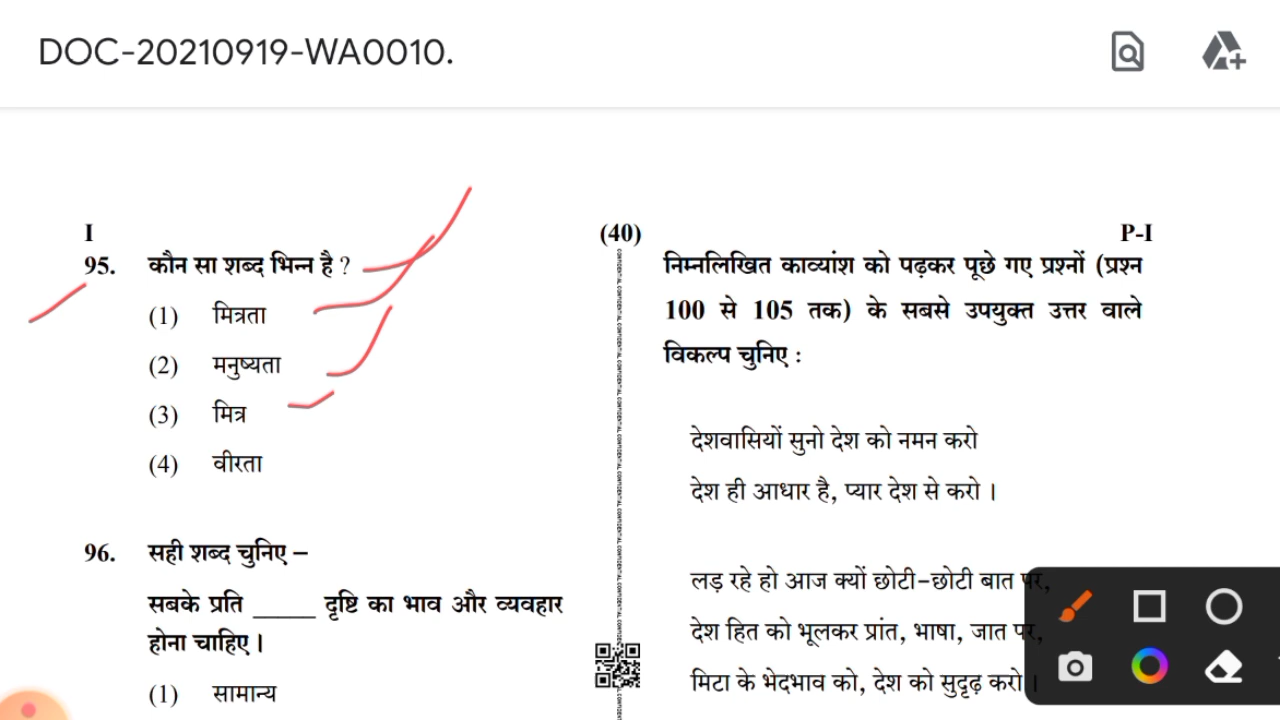 DOC-20210919-WA0010.
I
95. कौन सा शब्द भिन्न है ?
(1) मित्रता
(2) मनुष्यता
(3) मित्र
(4) वीरता
96. सही शब्द चुनिए –
सबके प्रति _____ दृष्टि का भाव और व्यवहार
होना चाहिए ।
(1) सामान्य
(40)
P-I
निम्नलिखित काव्यांश को पढ़कर पूछे गए प्रश्नों (प्रश्न
100 से 105 तक) के सबसे उपयुक्त उत्तर वाले
विकल्प चुनिए :
देशवासियों सुनो देश को नमन करो
देश ही आधार है, प्यार देश से करो ।
लड़ रहे हो आज क्यों छोटी-छोटी बात पर,
देश हित को भूलकर प्रांत, भाषा, जात पर,
मिटा के भेदभाव को, देश को सुदृढ़ करो ।